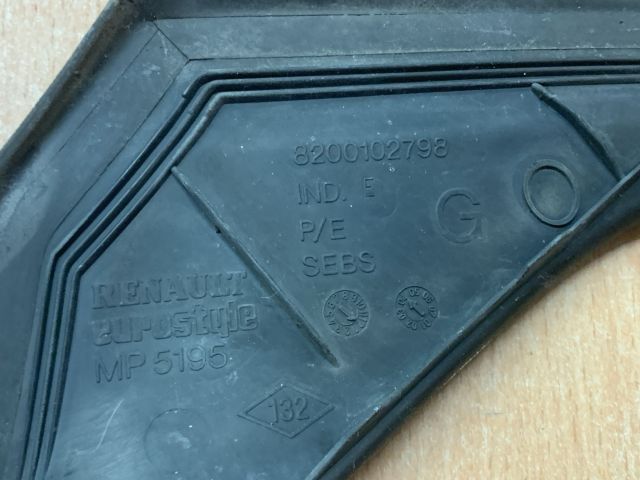 8200102798
IND. E
P/E
SEBS
G
RENAULT
eurostyle
MP 5195
132